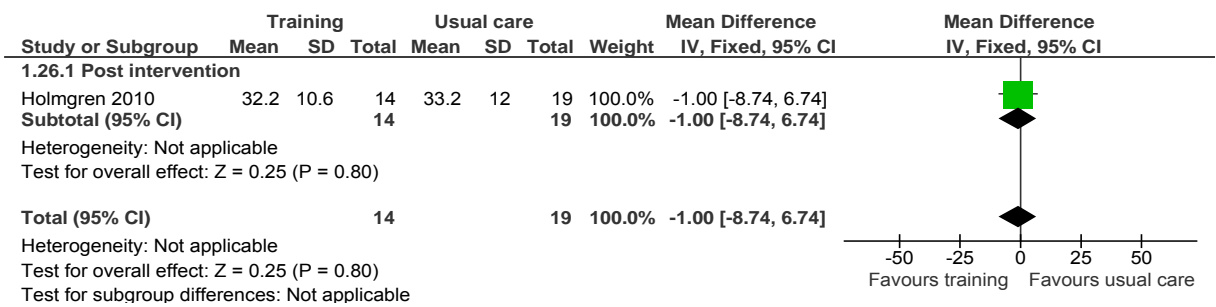 Training Usual care Mean Difference Mean Difference
Study or Subgroup Mean SD Total Mean SD Total Weight IV, Fixed, 95% CI IV, Fixed, 95% CI
1.26.1 Post intervention
Holmgren 2010 32.2 10.6 14 33.2 12 19 100.0% -1.00 [-8.74, 6.74]
Subtotal (95% CI) 14 19 100.0% -1.00 [-8.74, 6.74]
Heterogeneity: Not applicable
Test for overall effect: Z = 0.25 (P = 0.80)
Total (95% CI) 14 19 100.0% -1.00 [-8.74, 6.74]
Heterogeneity: Not applicable
Test for overall effect: Z = 0.25 (P = 0.80)
Test for subgroup differences: Not applicable
-50 -25 0 25 50
Favours training Favours usual care